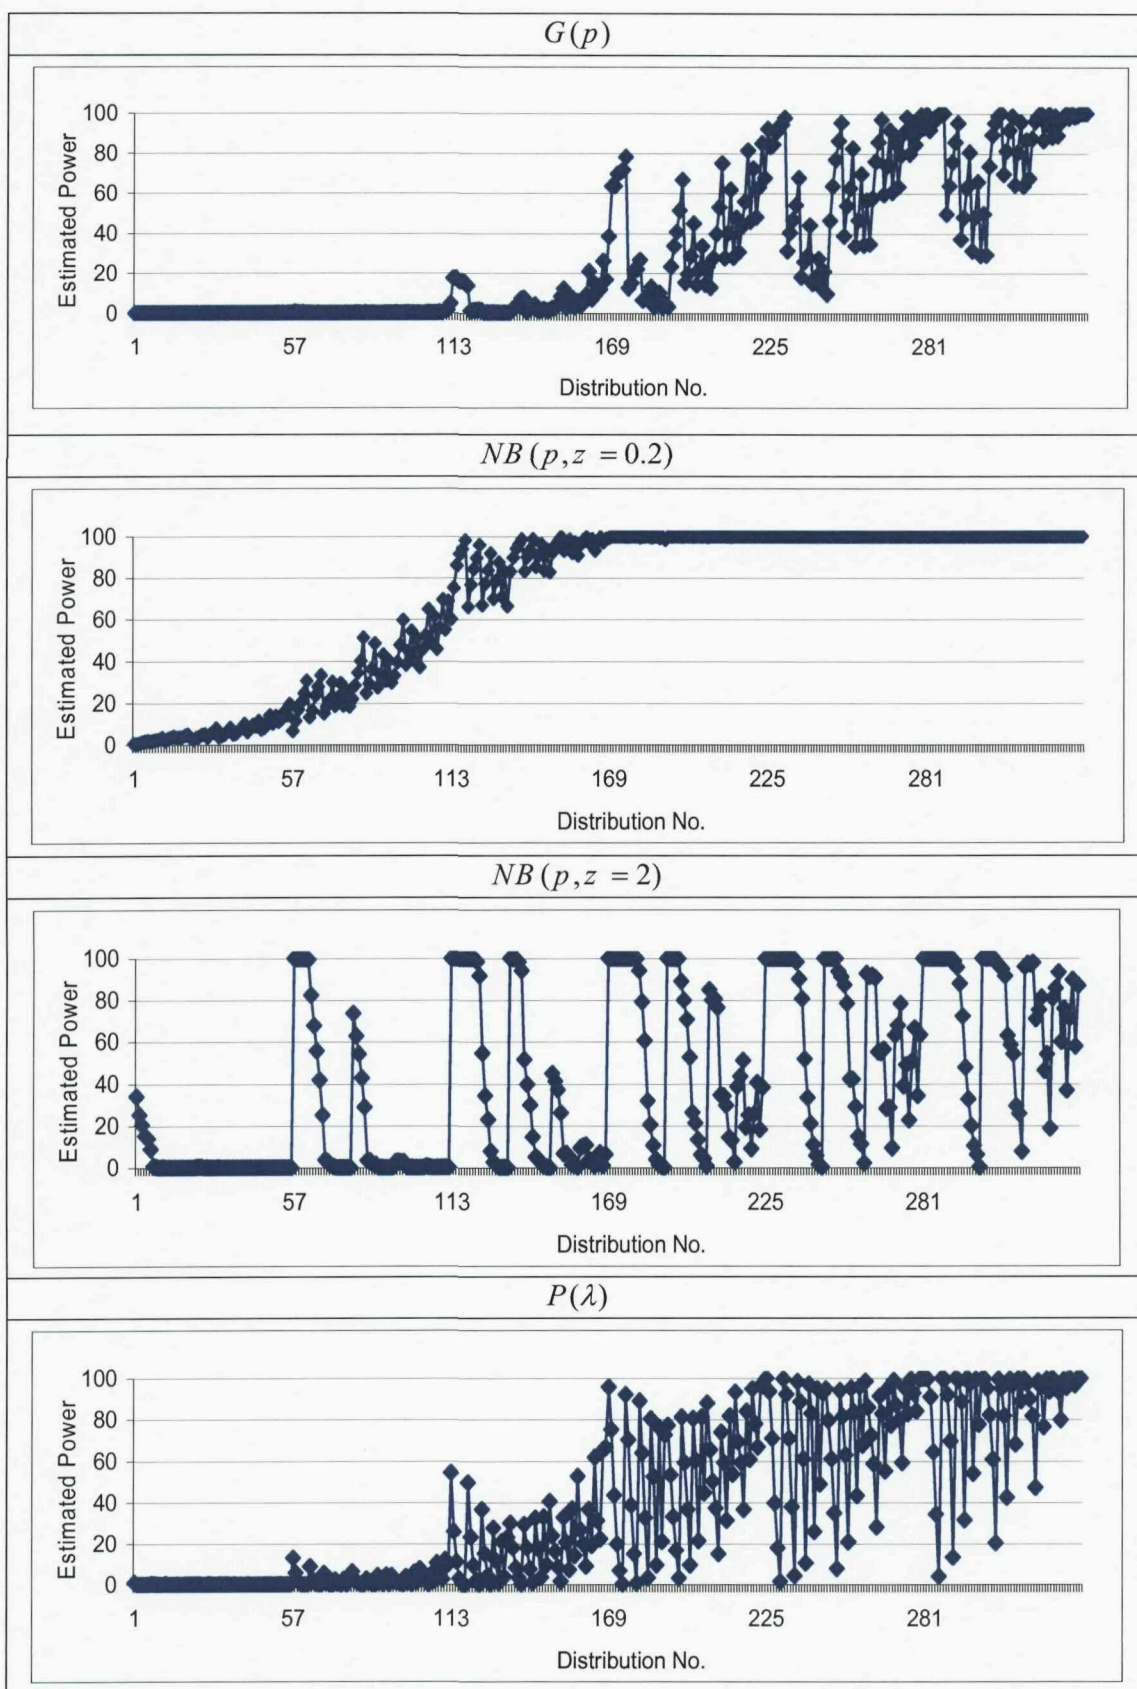 G(p)
Estimated Power
100
80
60
40
20
0
1 57 113 169 225 281
Distribution No.
NB(p,z = 0.2)
Estimated Power
100
80
60
40
20
0
1 57 113 169 225 281
Distribution No.
NB(p,z = 2)
Estimated Power
100
80
60
40
20
0
1 57 113 169 225 281
Distribution No.
P(λ)
Estimated Power
100
80
60
40
20
0
1 57 113 169 225 281
Distribution No.